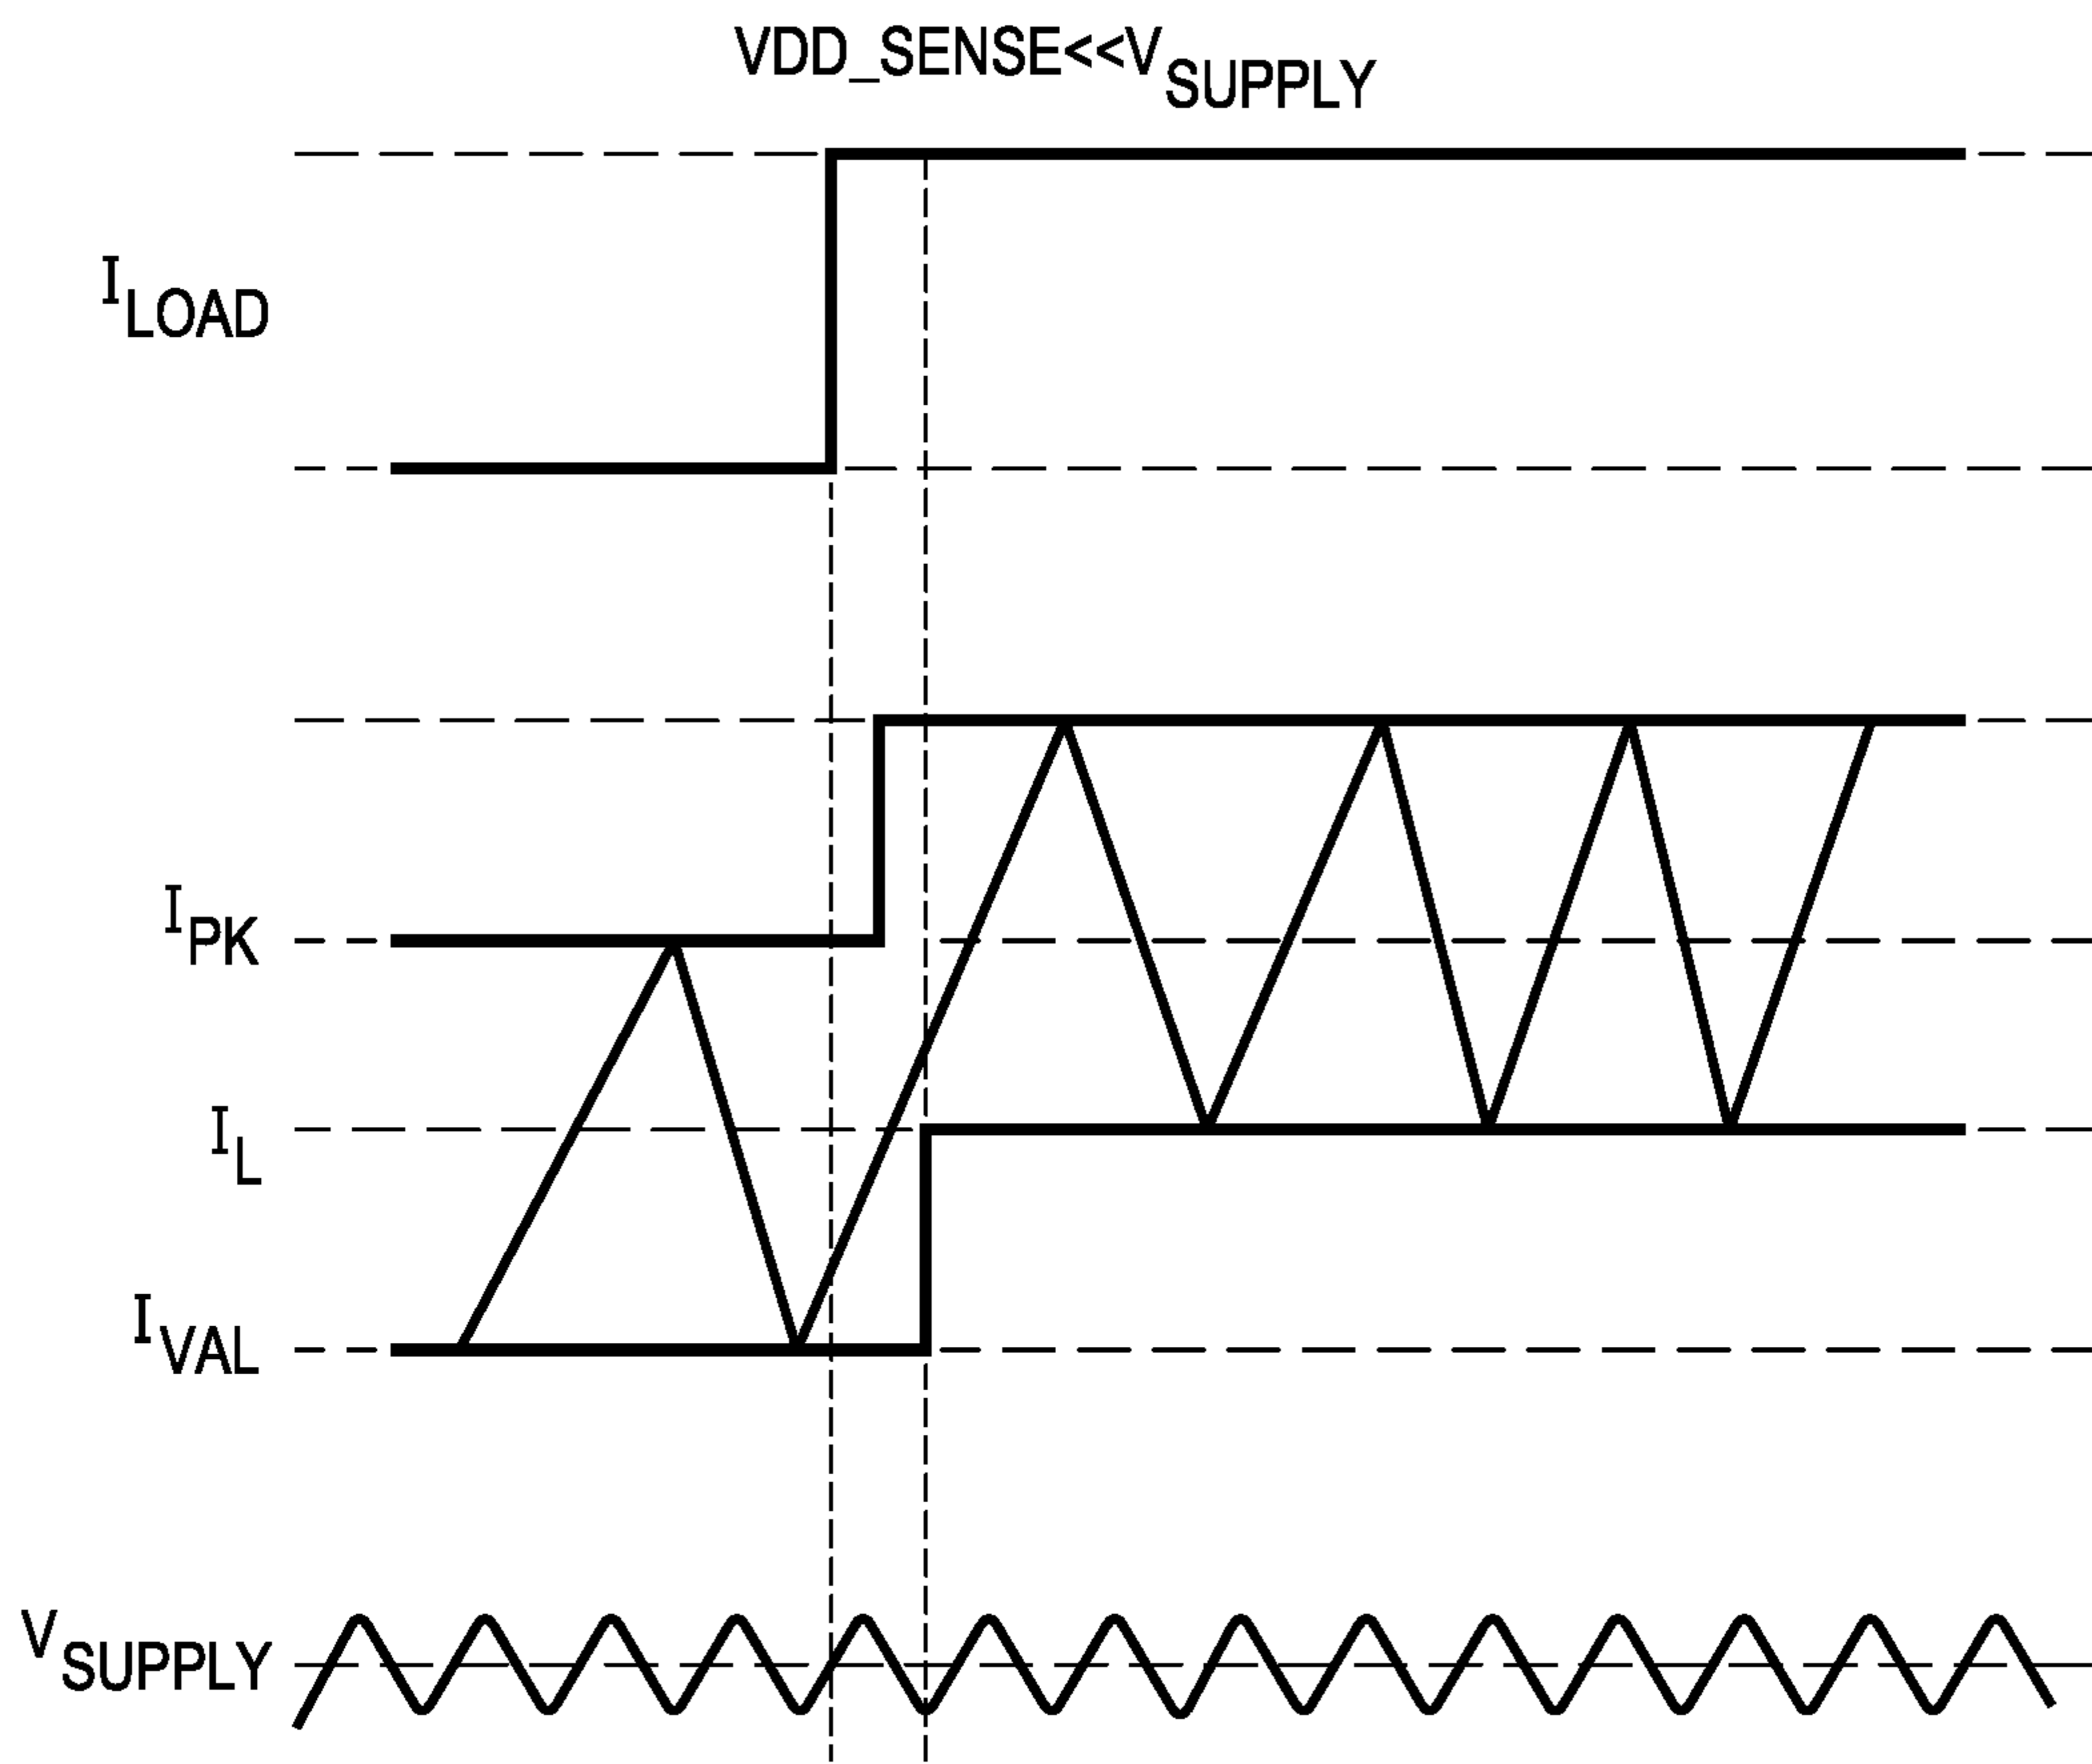 VDD_SENSE<<VSUPPLY
ILOAD
IPK
IL
IVAL
VSUPPLY